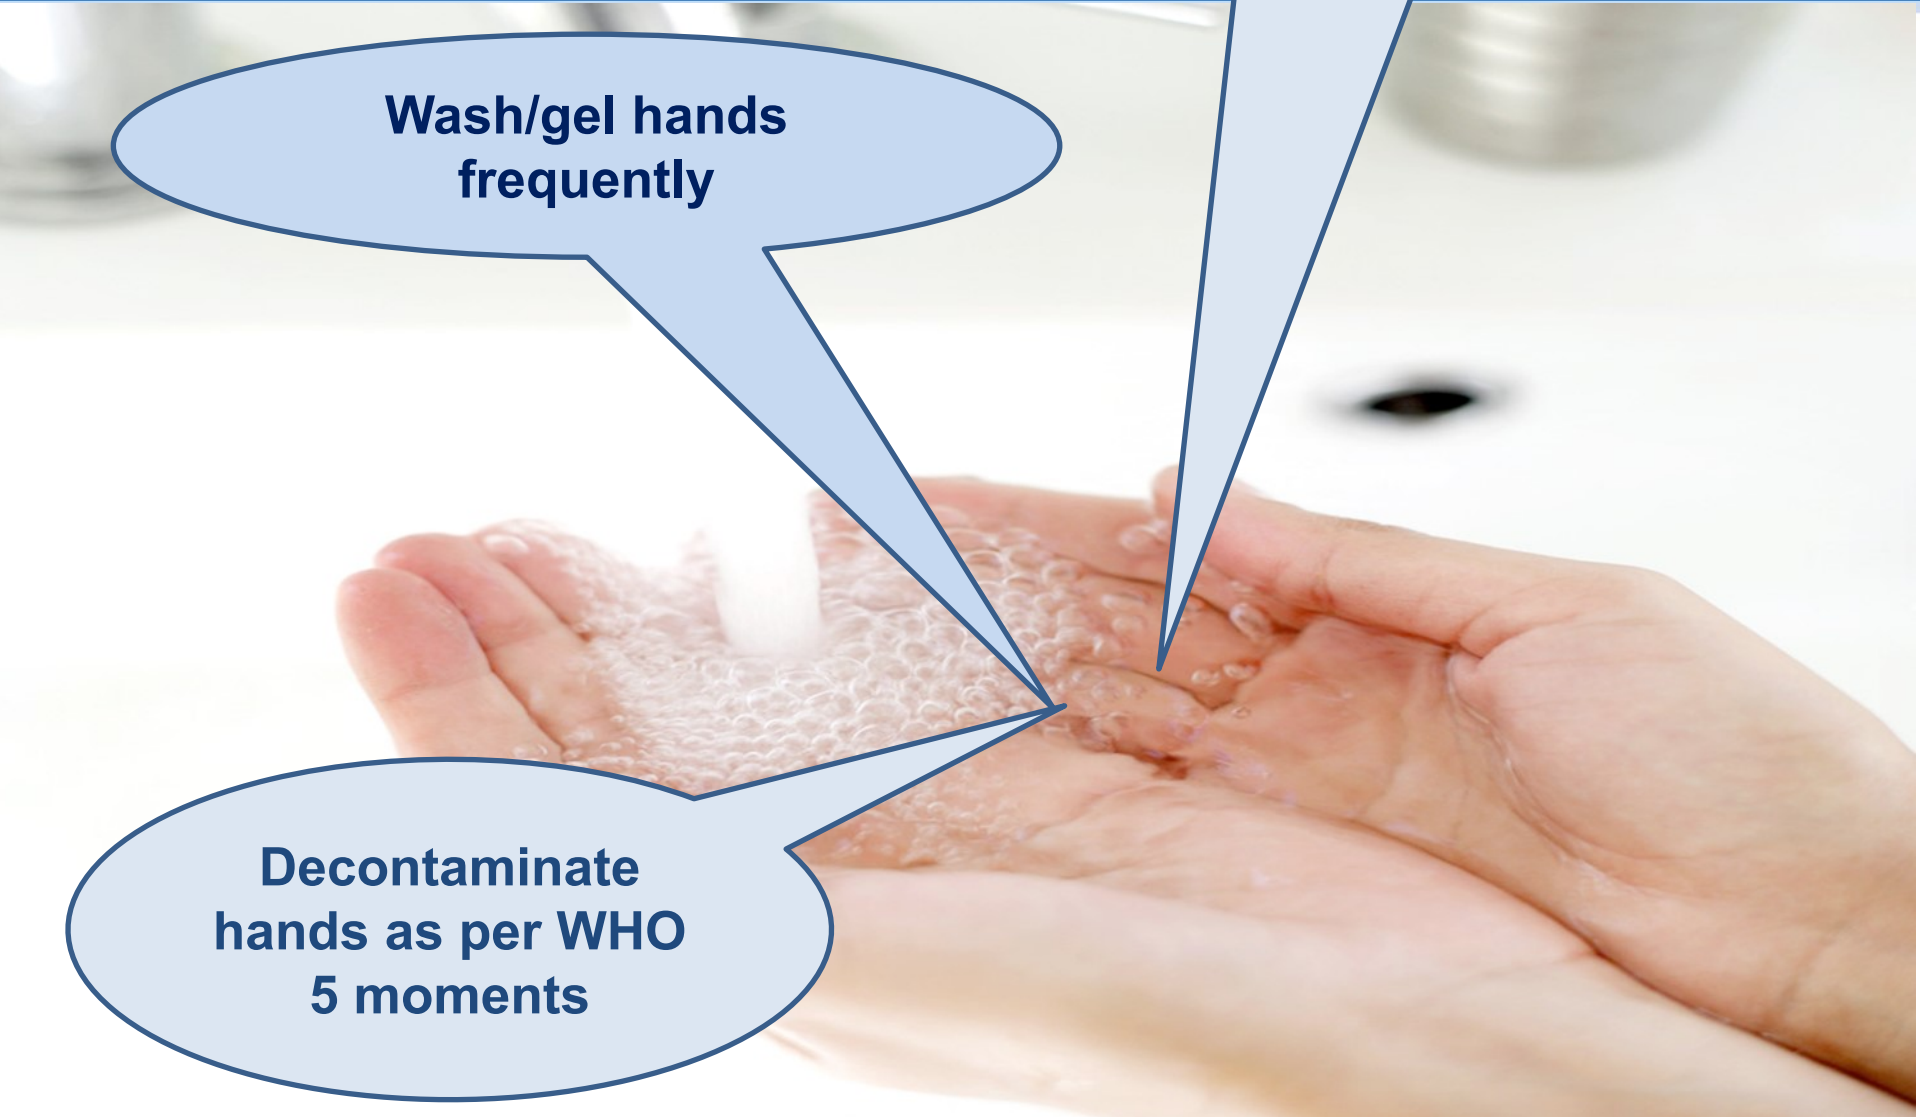 Wash/gel hands
frequently
Decontaminate
hands as per WHO
5 moments